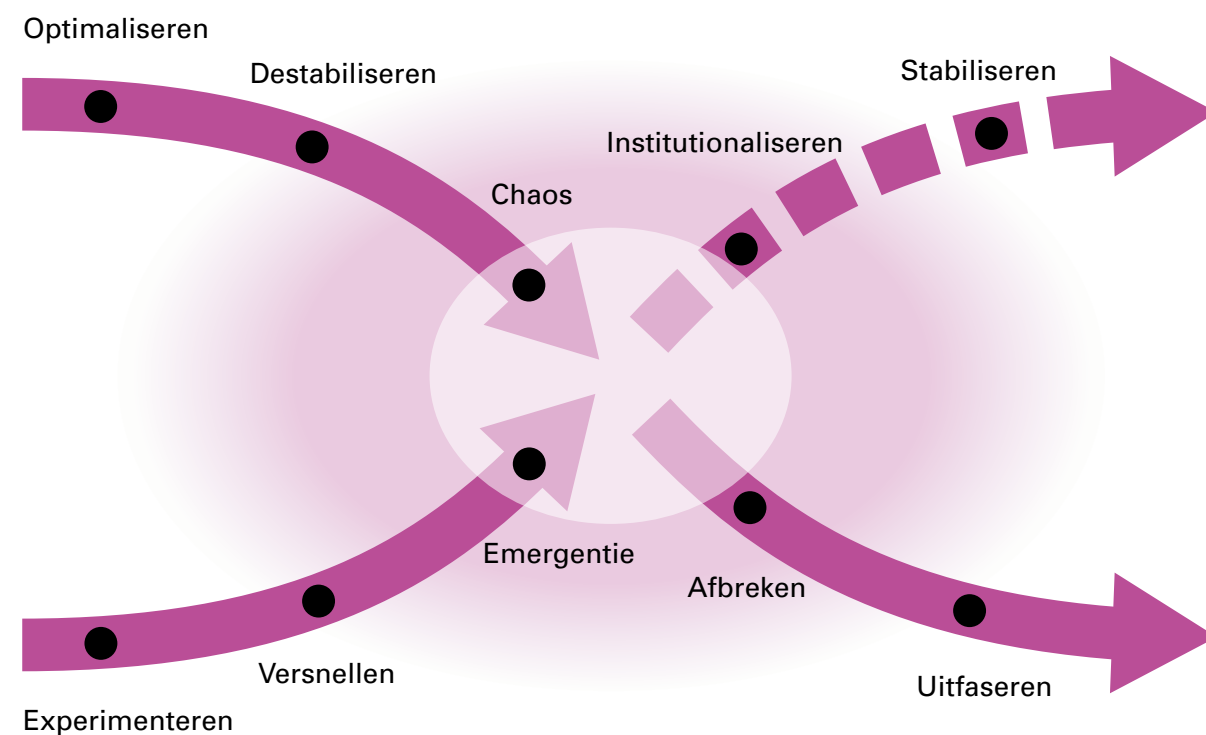 Optimaliseren
Destabiliseren
Stabiliseren
Institutionaliseren
Chaos
Emergentie
Afbreken
Versnellen
Uitfaseren
Experimenteren